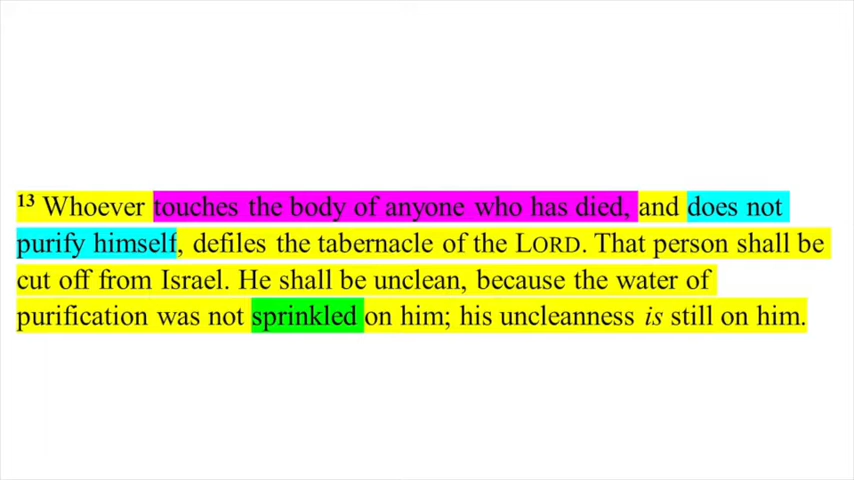 13 Whoever touches the body of anyone who has died, and does not
purify himself, defiles the tabernacle of the LORD. That person shall be
cut off from Israel. He shall be unclean, because the water of
purification was not sprinkled on him; his uncleanness is still on him.